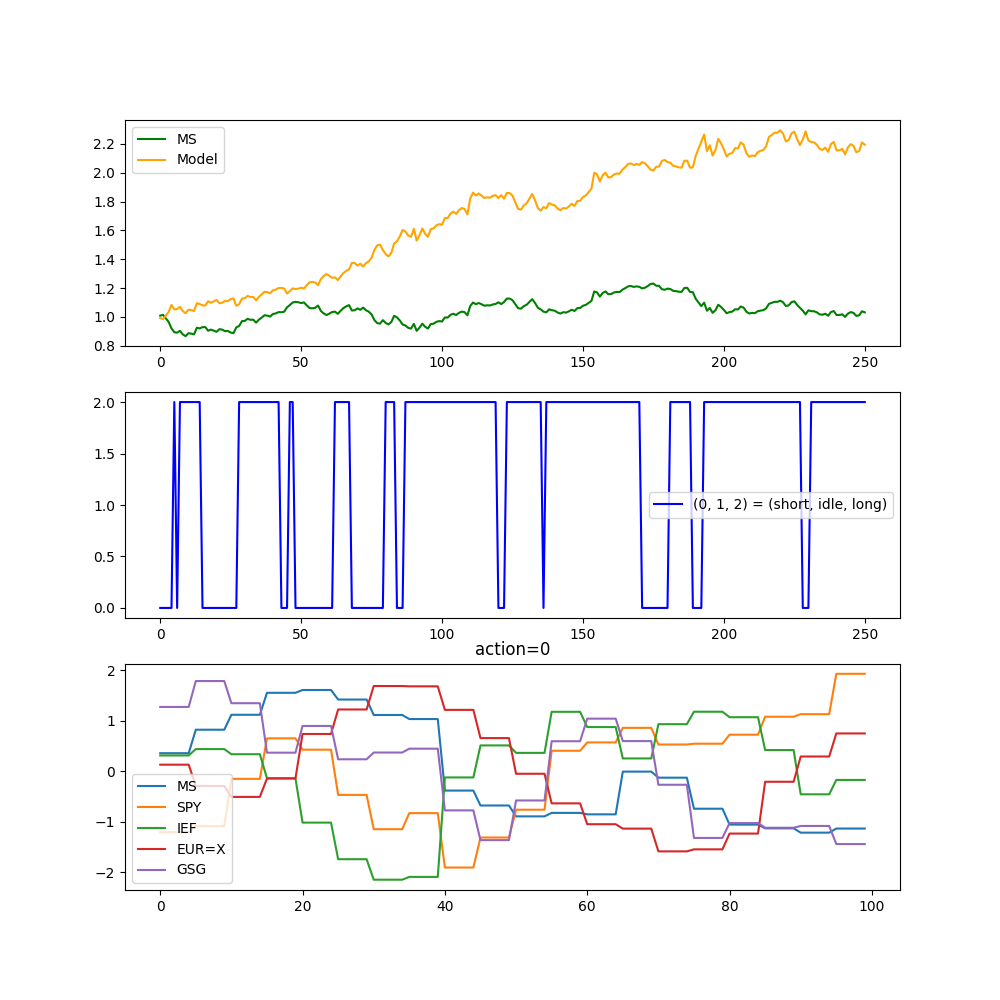 MS
Model
2.2
2.0
1.8
1.6
1.4
1.2
1.0
0.8
0 50 100 150 200 250
2.0
1.5
1.0
0.5
0.0
(0, 1, 2) = (short, idle, long)
0 50 100 150 200 250
action=0
2
1
0
−1
−2
MS
SPY
IEF
EUR=X
GSG
0 20 40 60 80 100